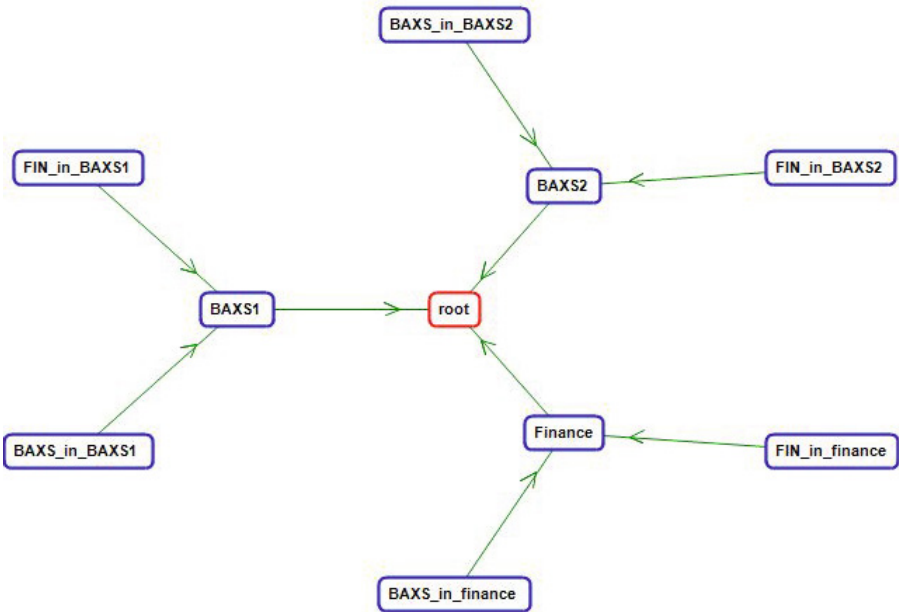 BAXS_in_BAXS2
FIN_in_BAXS1
FIN_in_BAXS2
BAXS2
BAXS1
root
Finance
BAXS_in_BAXS1
FIN_in_finance
BAXS_in_finance